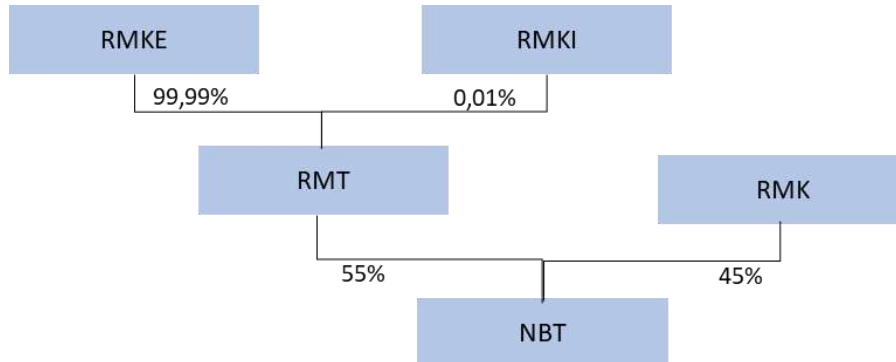 RMKE
RMKI
99,99%
0,01%
RMT
RMK
55%
45%
NBT